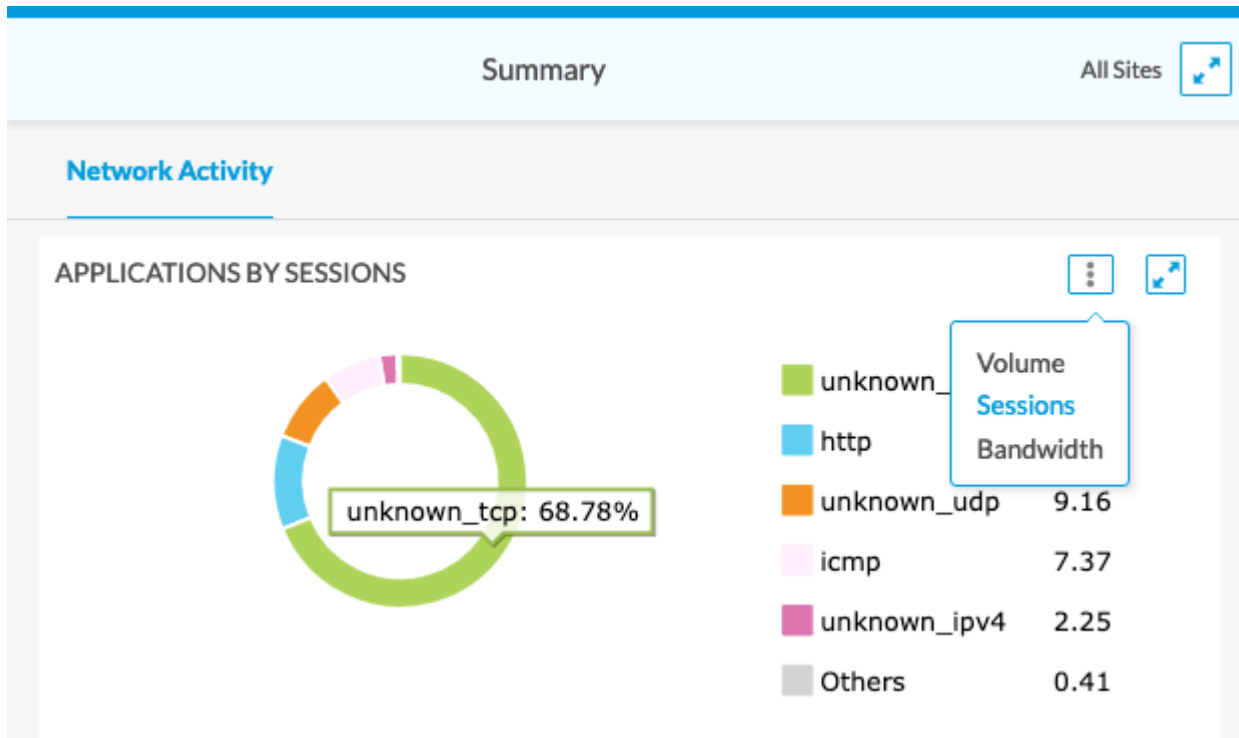 Summary
All Sites
Network Activity
APPLICATIONS BY SESSIONS
Volume
Sessions
Bandwidth
unknown_
http
unknown_udp 9.16
icmp 7.37
unknown_ipv4 2.25
Others 0.41
unknown_tcp: 68.78%